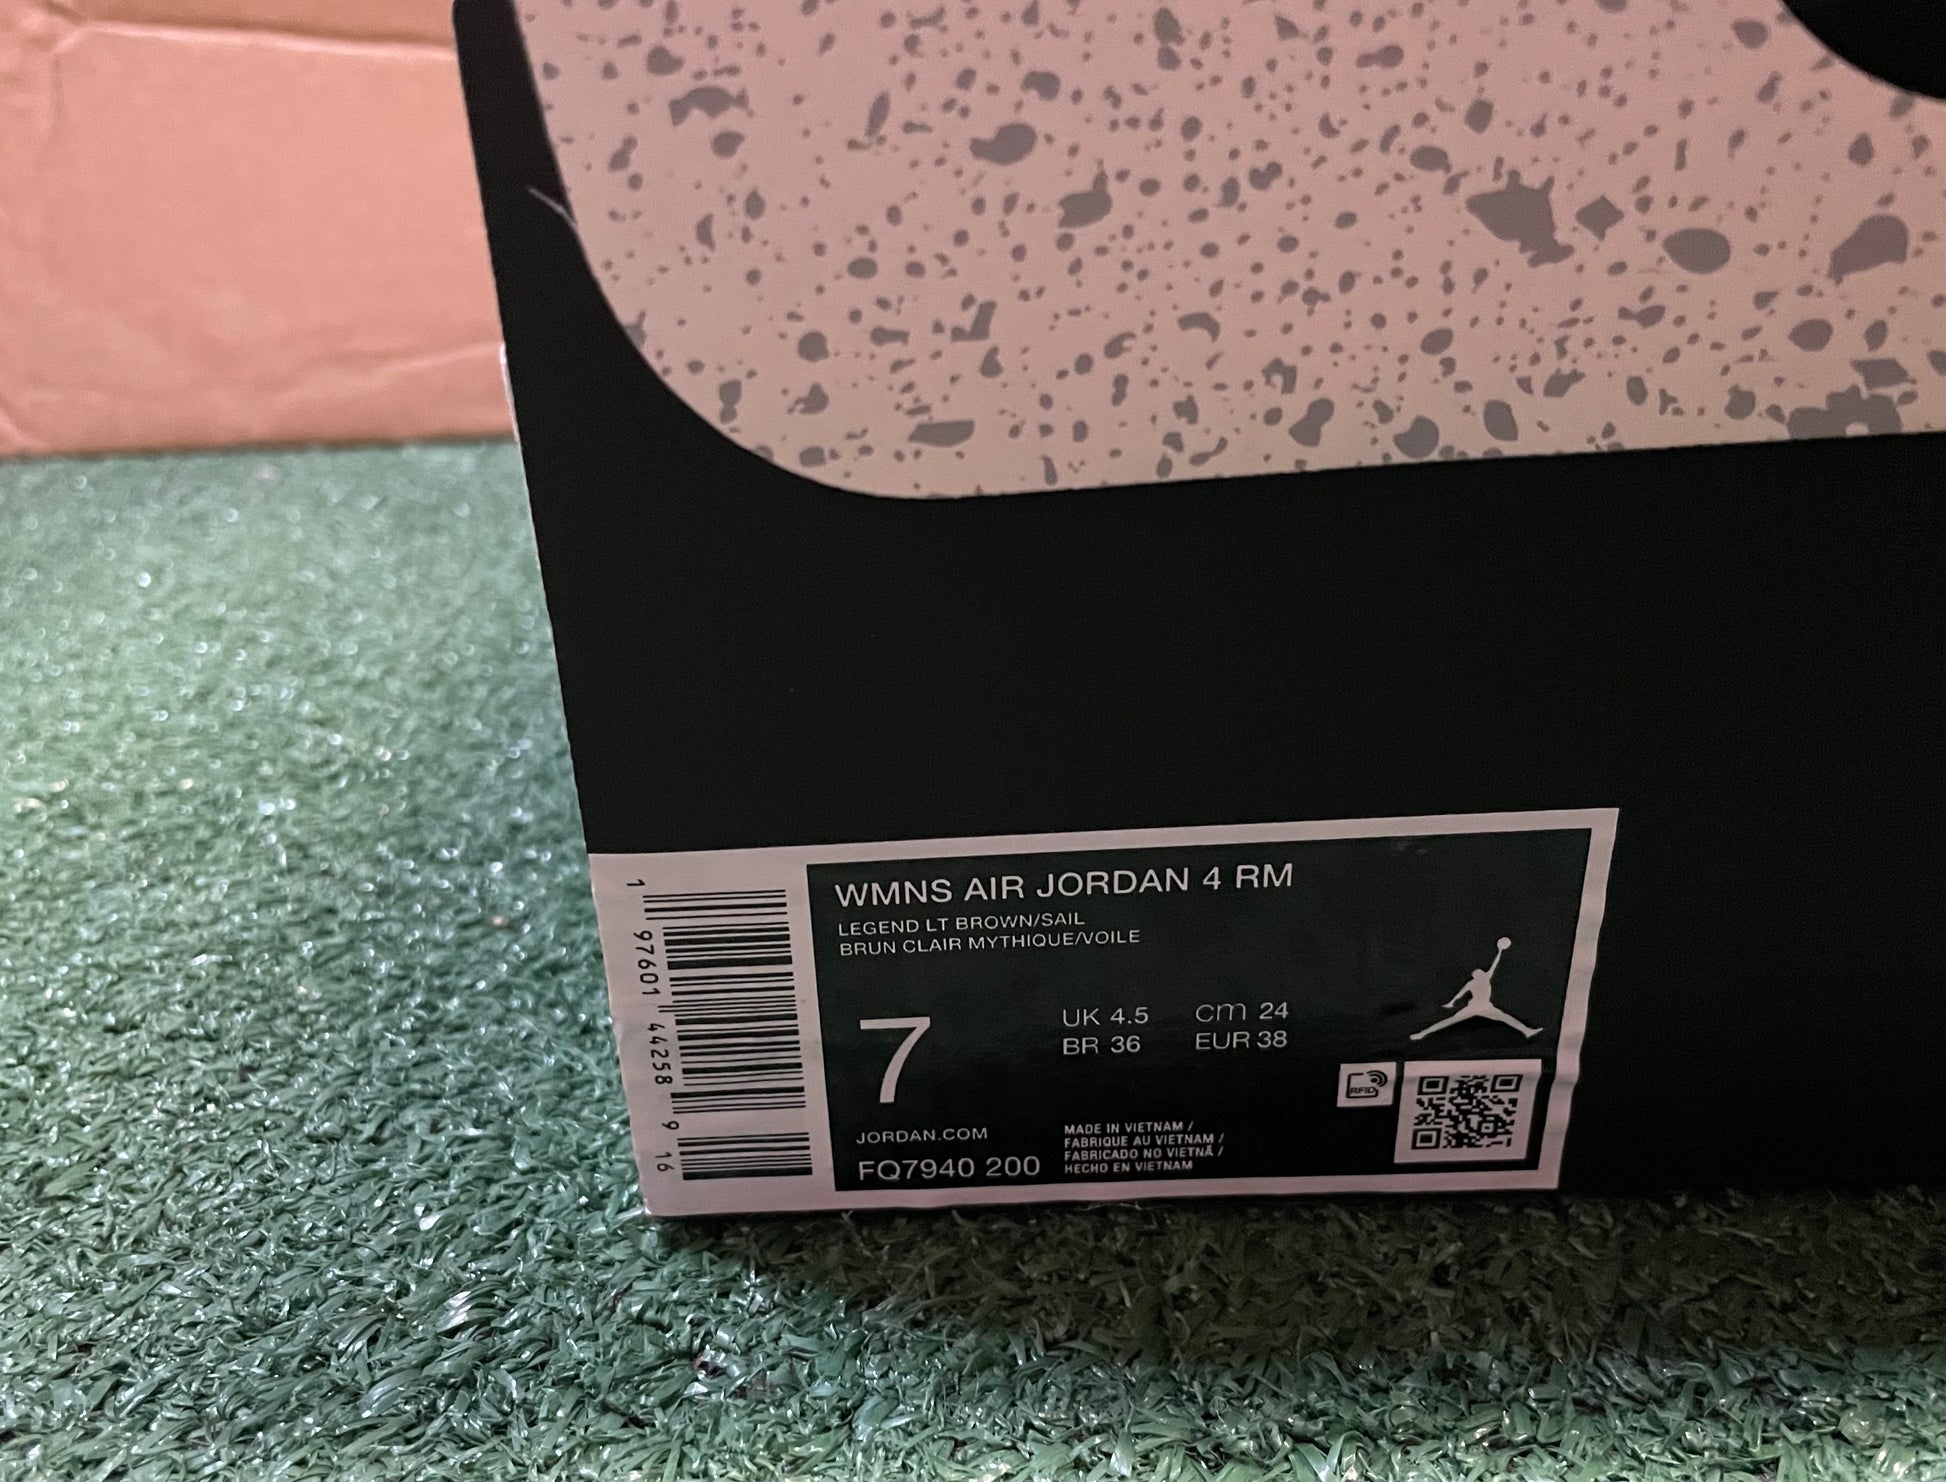 WMNS AIR JORDAN 4 RM
LEGEND LT BROWN/SAIL
BRUN CLAIR MYTHIQUE/VOILE
7
UK 4.5 cm 24
BR 36 EUR 38
JORDAN.COM
FQ7940 200
MADE IN VIETNAM /
FABRIQUE AU VIETNAM /
FABRICADO NO VIETNÃ /
HECHO EN VIETNAM
RFID
1 97601 44258 9 16